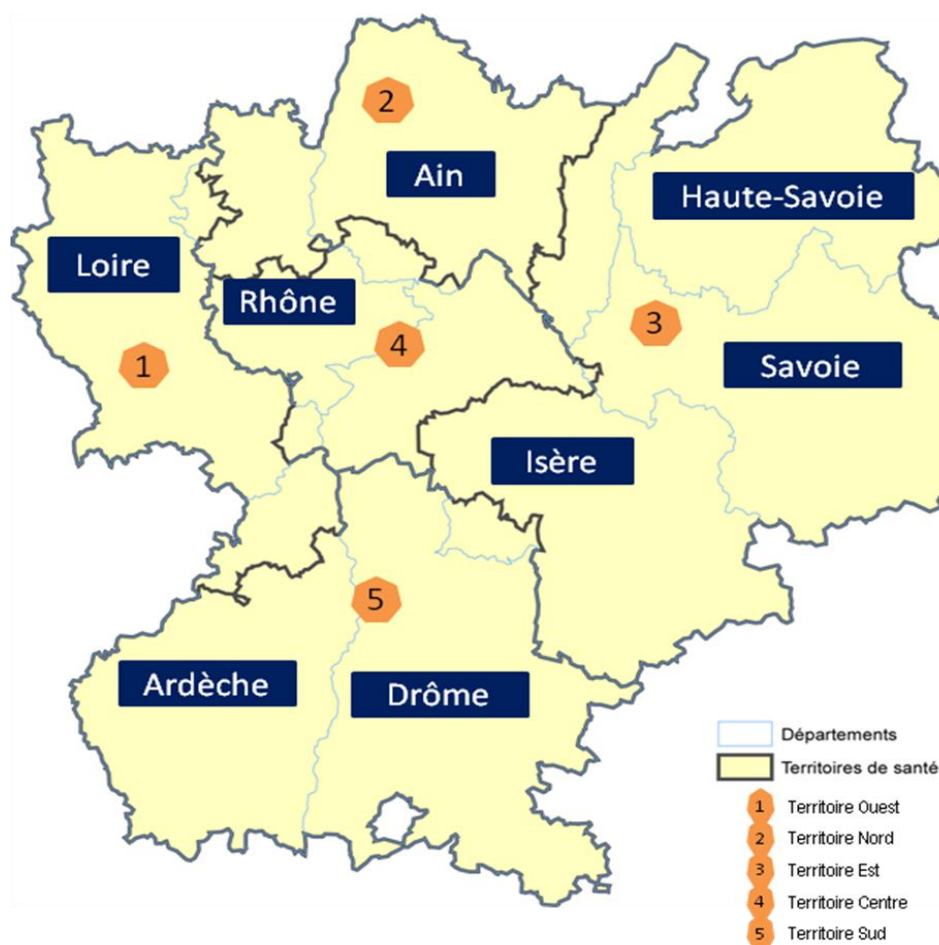 2
Ain
Haute-Savoie
Loire
Rhône
3
4
1
Savoie
Isère
5
Ardèche
Drôme
Départements
Territoires de santé
1 Territoire Ouest
2 Territoire Nord
3 Territoire Est
4 Territoire Centre
5 Territoire Sud